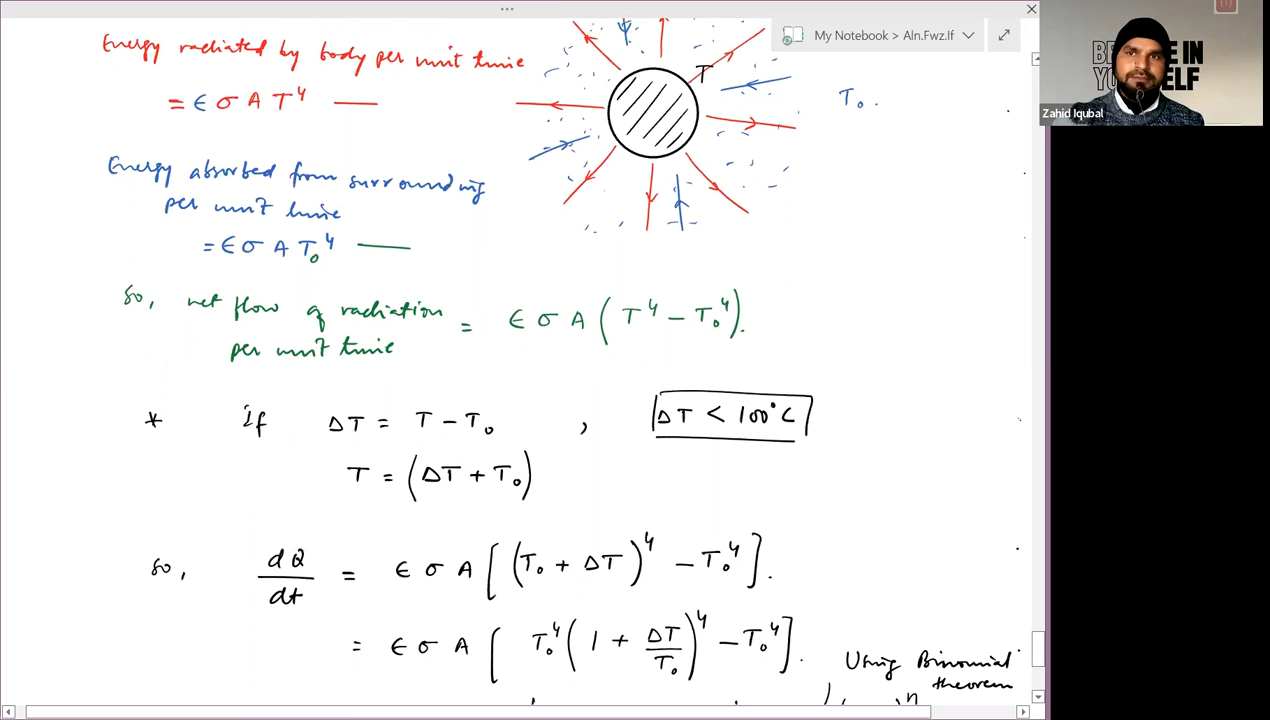 My Notebook > Aln.Fwz.If
Energy radiated by body per unit time
= ϵ σ A T⁴ —
T
T₀.
Energy absorbed from surrounding
per unit time
= ϵ σ A T₀⁴ —
So, net flow of radiation = ϵ σ A (T⁴ − T₀⁴).
per unit time
* if ΔT = T − T₀ , ΔT < 100°C
T = (ΔT + T₀)
so, dQ/dt = ϵ σ A [(T₀ + ΔT)⁴ − T₀⁴].
= ϵ σ A [T₀⁴ (1 + ΔT/T₀)⁴ − T₀⁴].
Using Binomial
theorem
n
Zahid Iqubal